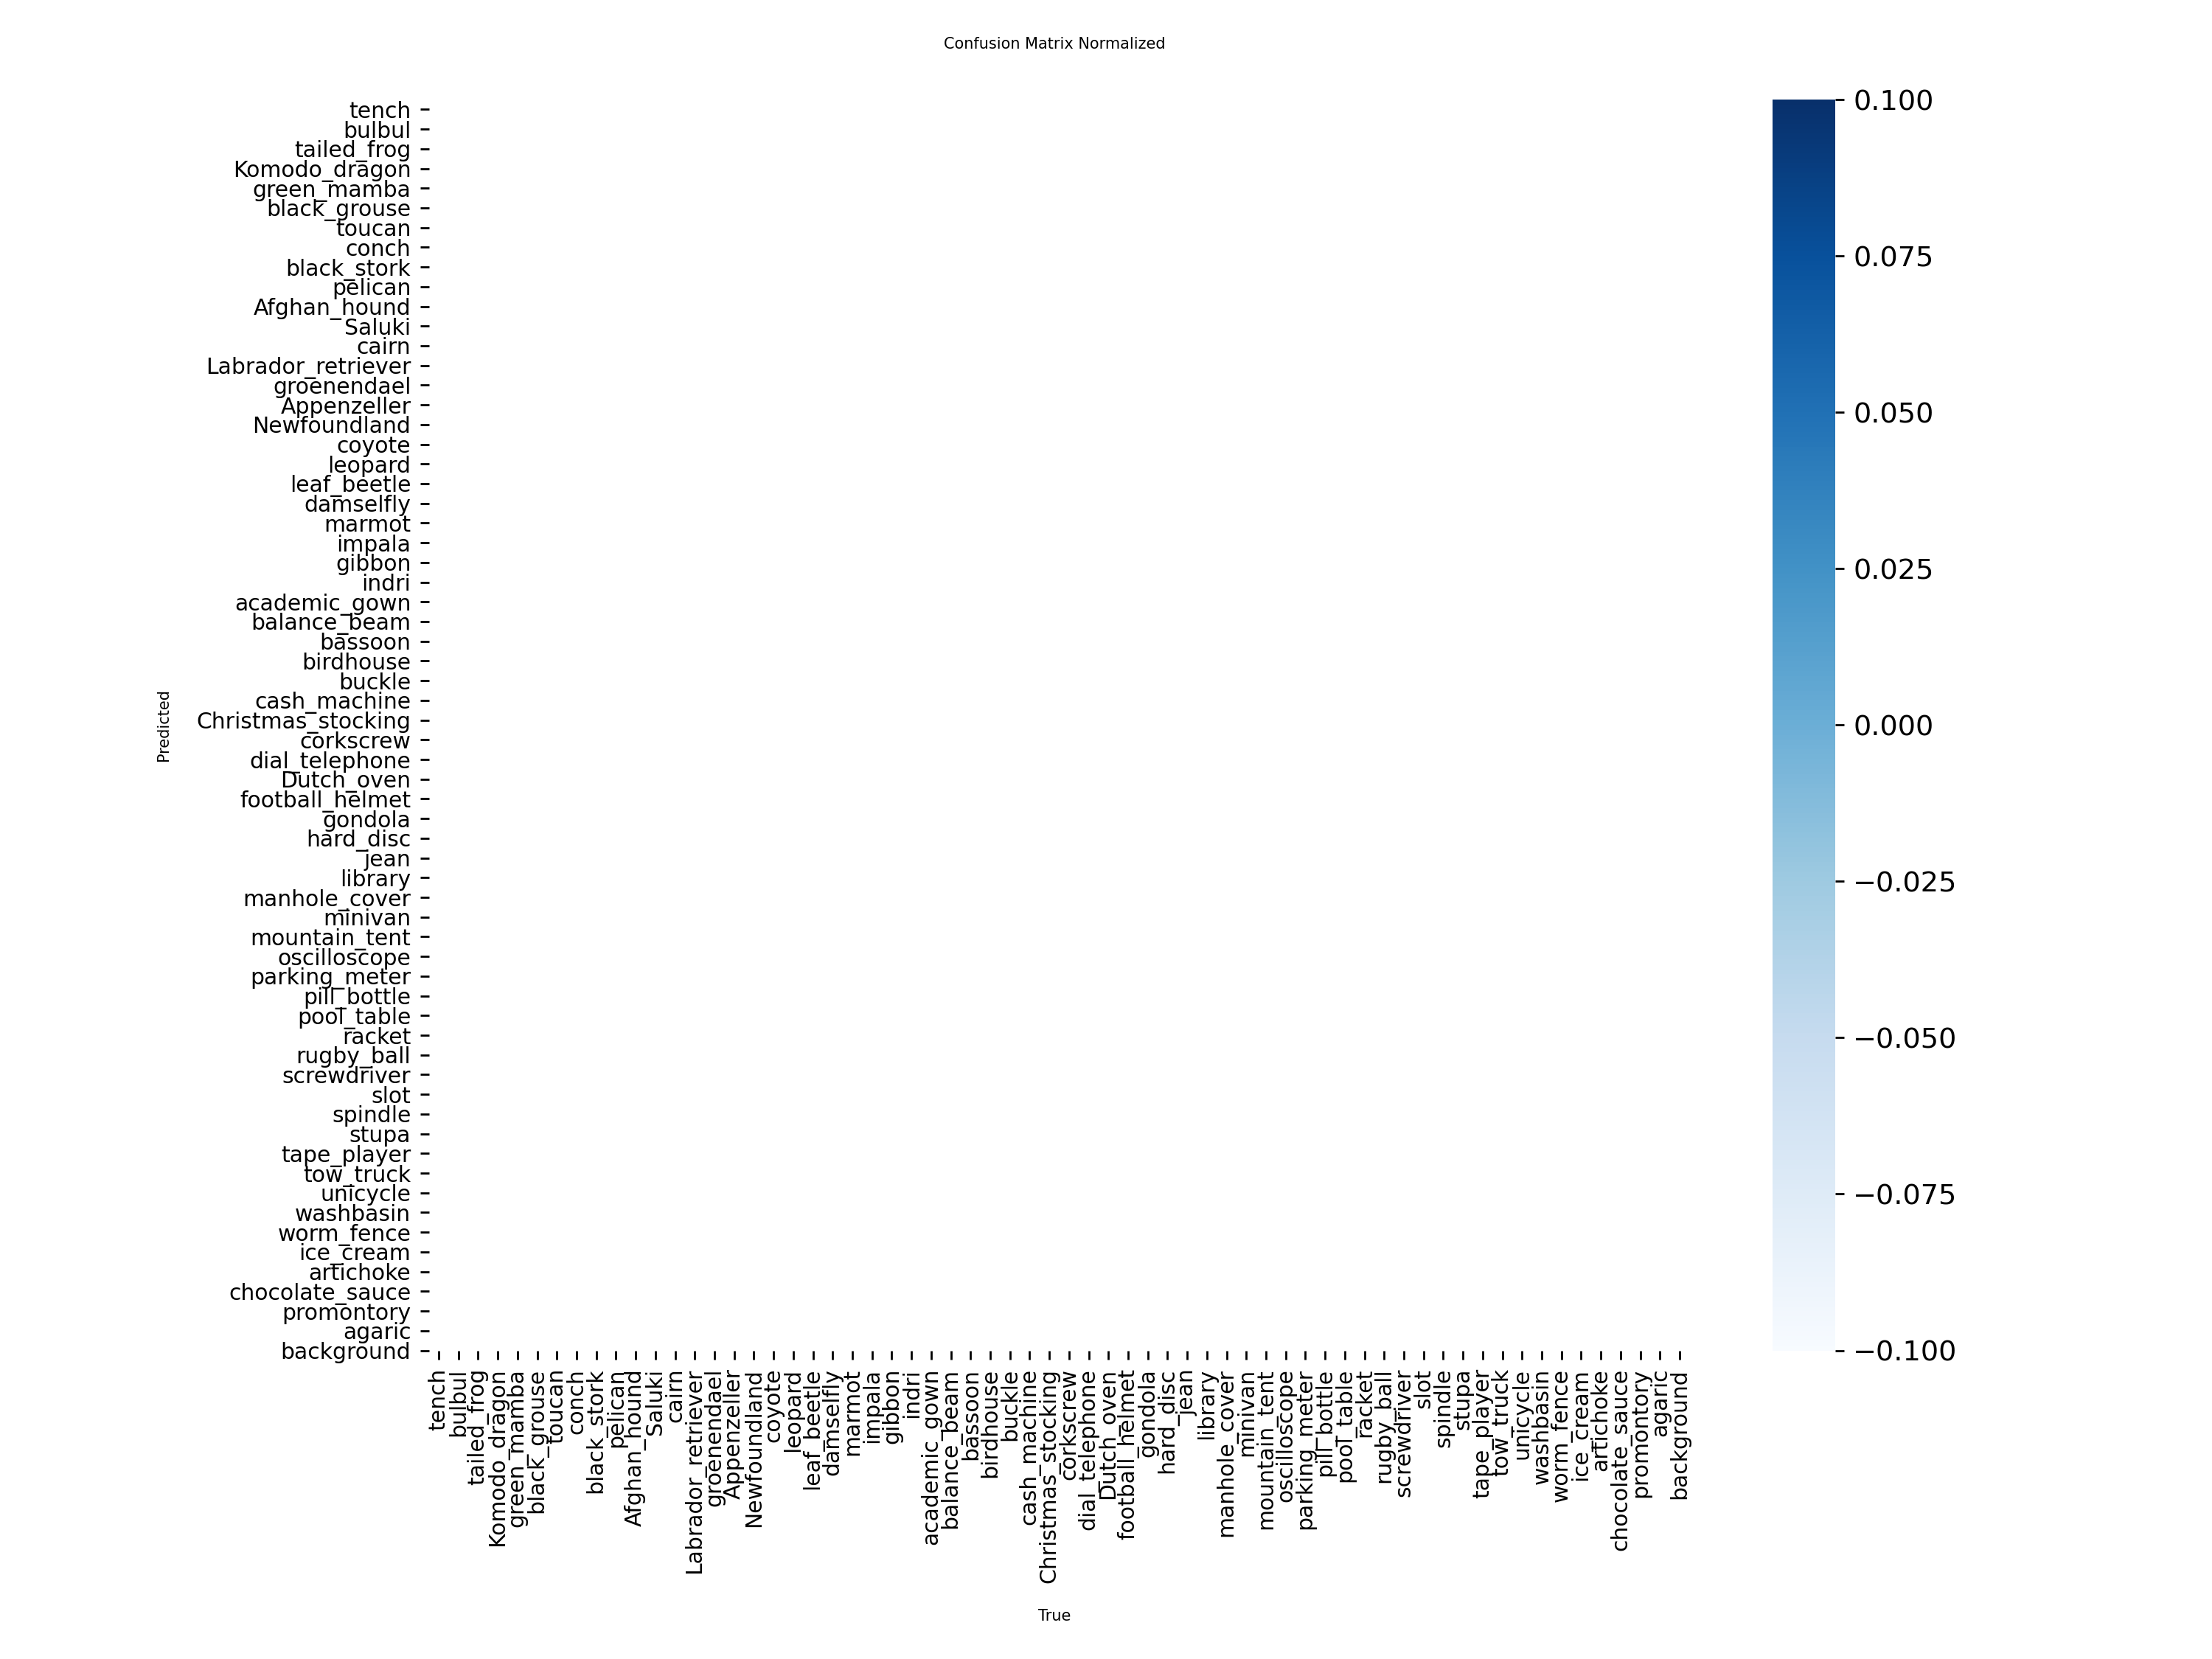 Confusion Matrix Normalized
tench
bulbul
tailed_frog
Komodo_dragon
green_mamba
black_grouse
toucan
conch
black_stork
pelican
Afghan_hound
Saluki
cairn
Labrador_retriever
groenendael
Appenzeller
Newfoundland
coyote
leopard
leaf_beetle
damselfly
marmot
impala
gibbon
indri
academic_gown
balance_beam
bassoon
birdhouse
buckle
cash_machine
Christmas_stocking
corkscrew
dial_telephone
Dutch_oven
football_helmet
gondola
hard_disc
jean
library
manhole_cover
minivan
mountain_tent
oscilloscope
parking_meter
pill_bottle
pool_table
racket
rugby_ball
screwdriver
slot
spindle
stupa
tape_player
tow_truck
unicycle
washbasin
worm_fence
ice_cream
artichoke
chocolate_sauce
promontory
agaric
background
Predicted
tench
bulbul
tailed_frog
Komodo_dragon
green_mamba
black_grouse
toucan
conch
black_stork
pelican
Afghan_hound
Saluki
cairn
Labrador_retriever
groenendael
Appenzeller
Newfoundland
coyote
leopard
leaf_beetle
damselfly
marmot
impala
gibbon
indri
academic_gown
balance_beam
bassoon
birdhouse
buckle
cash_machine
Christmas_stocking
corkscrew
dial_telephone
Dutch_oven
football_helmet
gondola
hard_disc
jean
library
manhole_cover
minivan
mountain_tent
oscilloscope
parking_meter
pill_bottle
pool_table
racket
rugby_ball
screwdriver
slot
spindle
stupa
tape_player
tow_truck
unicycle
washbasin
worm_fence
ice_cream
artichoke
chocolate_sauce
promontory
agaric
background
True
0.100
0.075
0.050
0.025
0.000
−0.025
−0.050
−0.075
−0.100